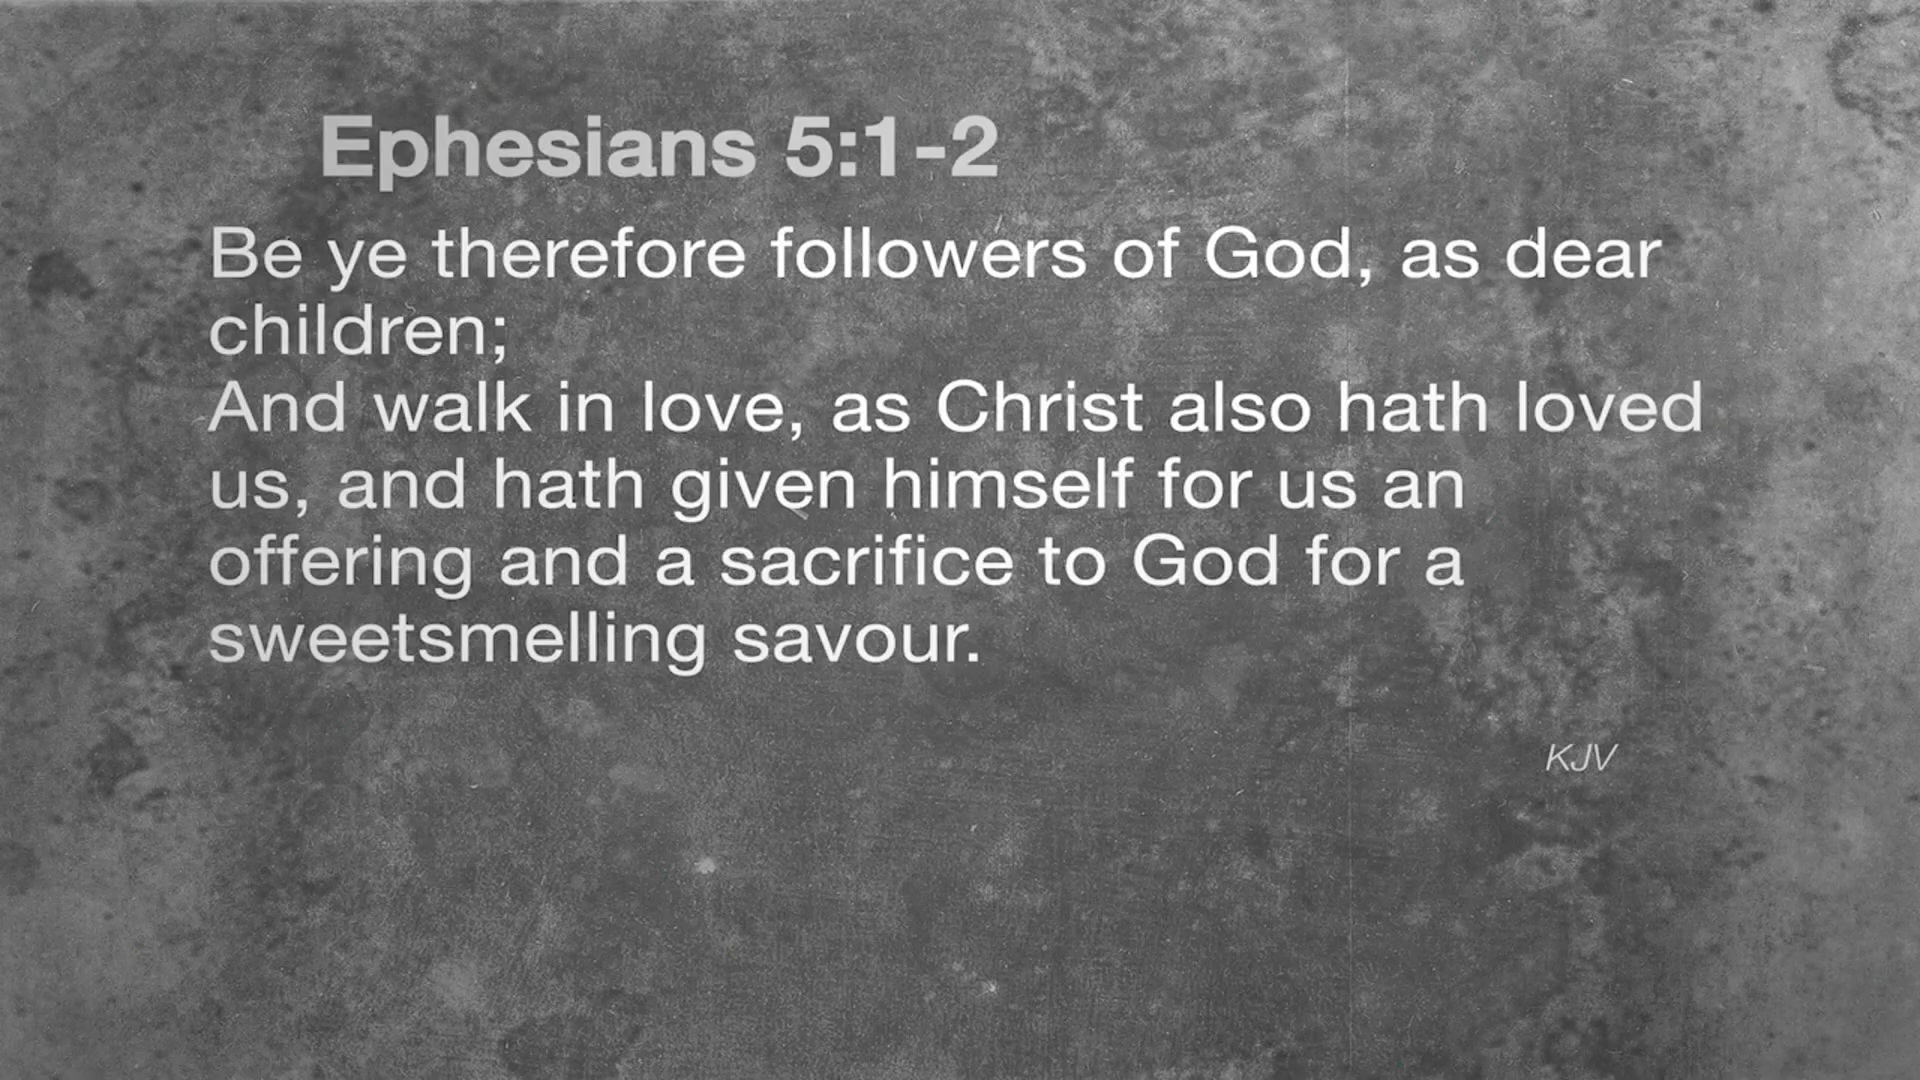 Ephesians 5:1-2
Be ye therefore followers of God, as dear
children;
And walk in love, as Christ also hath loved
us, and hath given himself for us an
offering and a sacrifice to God for a
sweetsmelling savour.
KJV